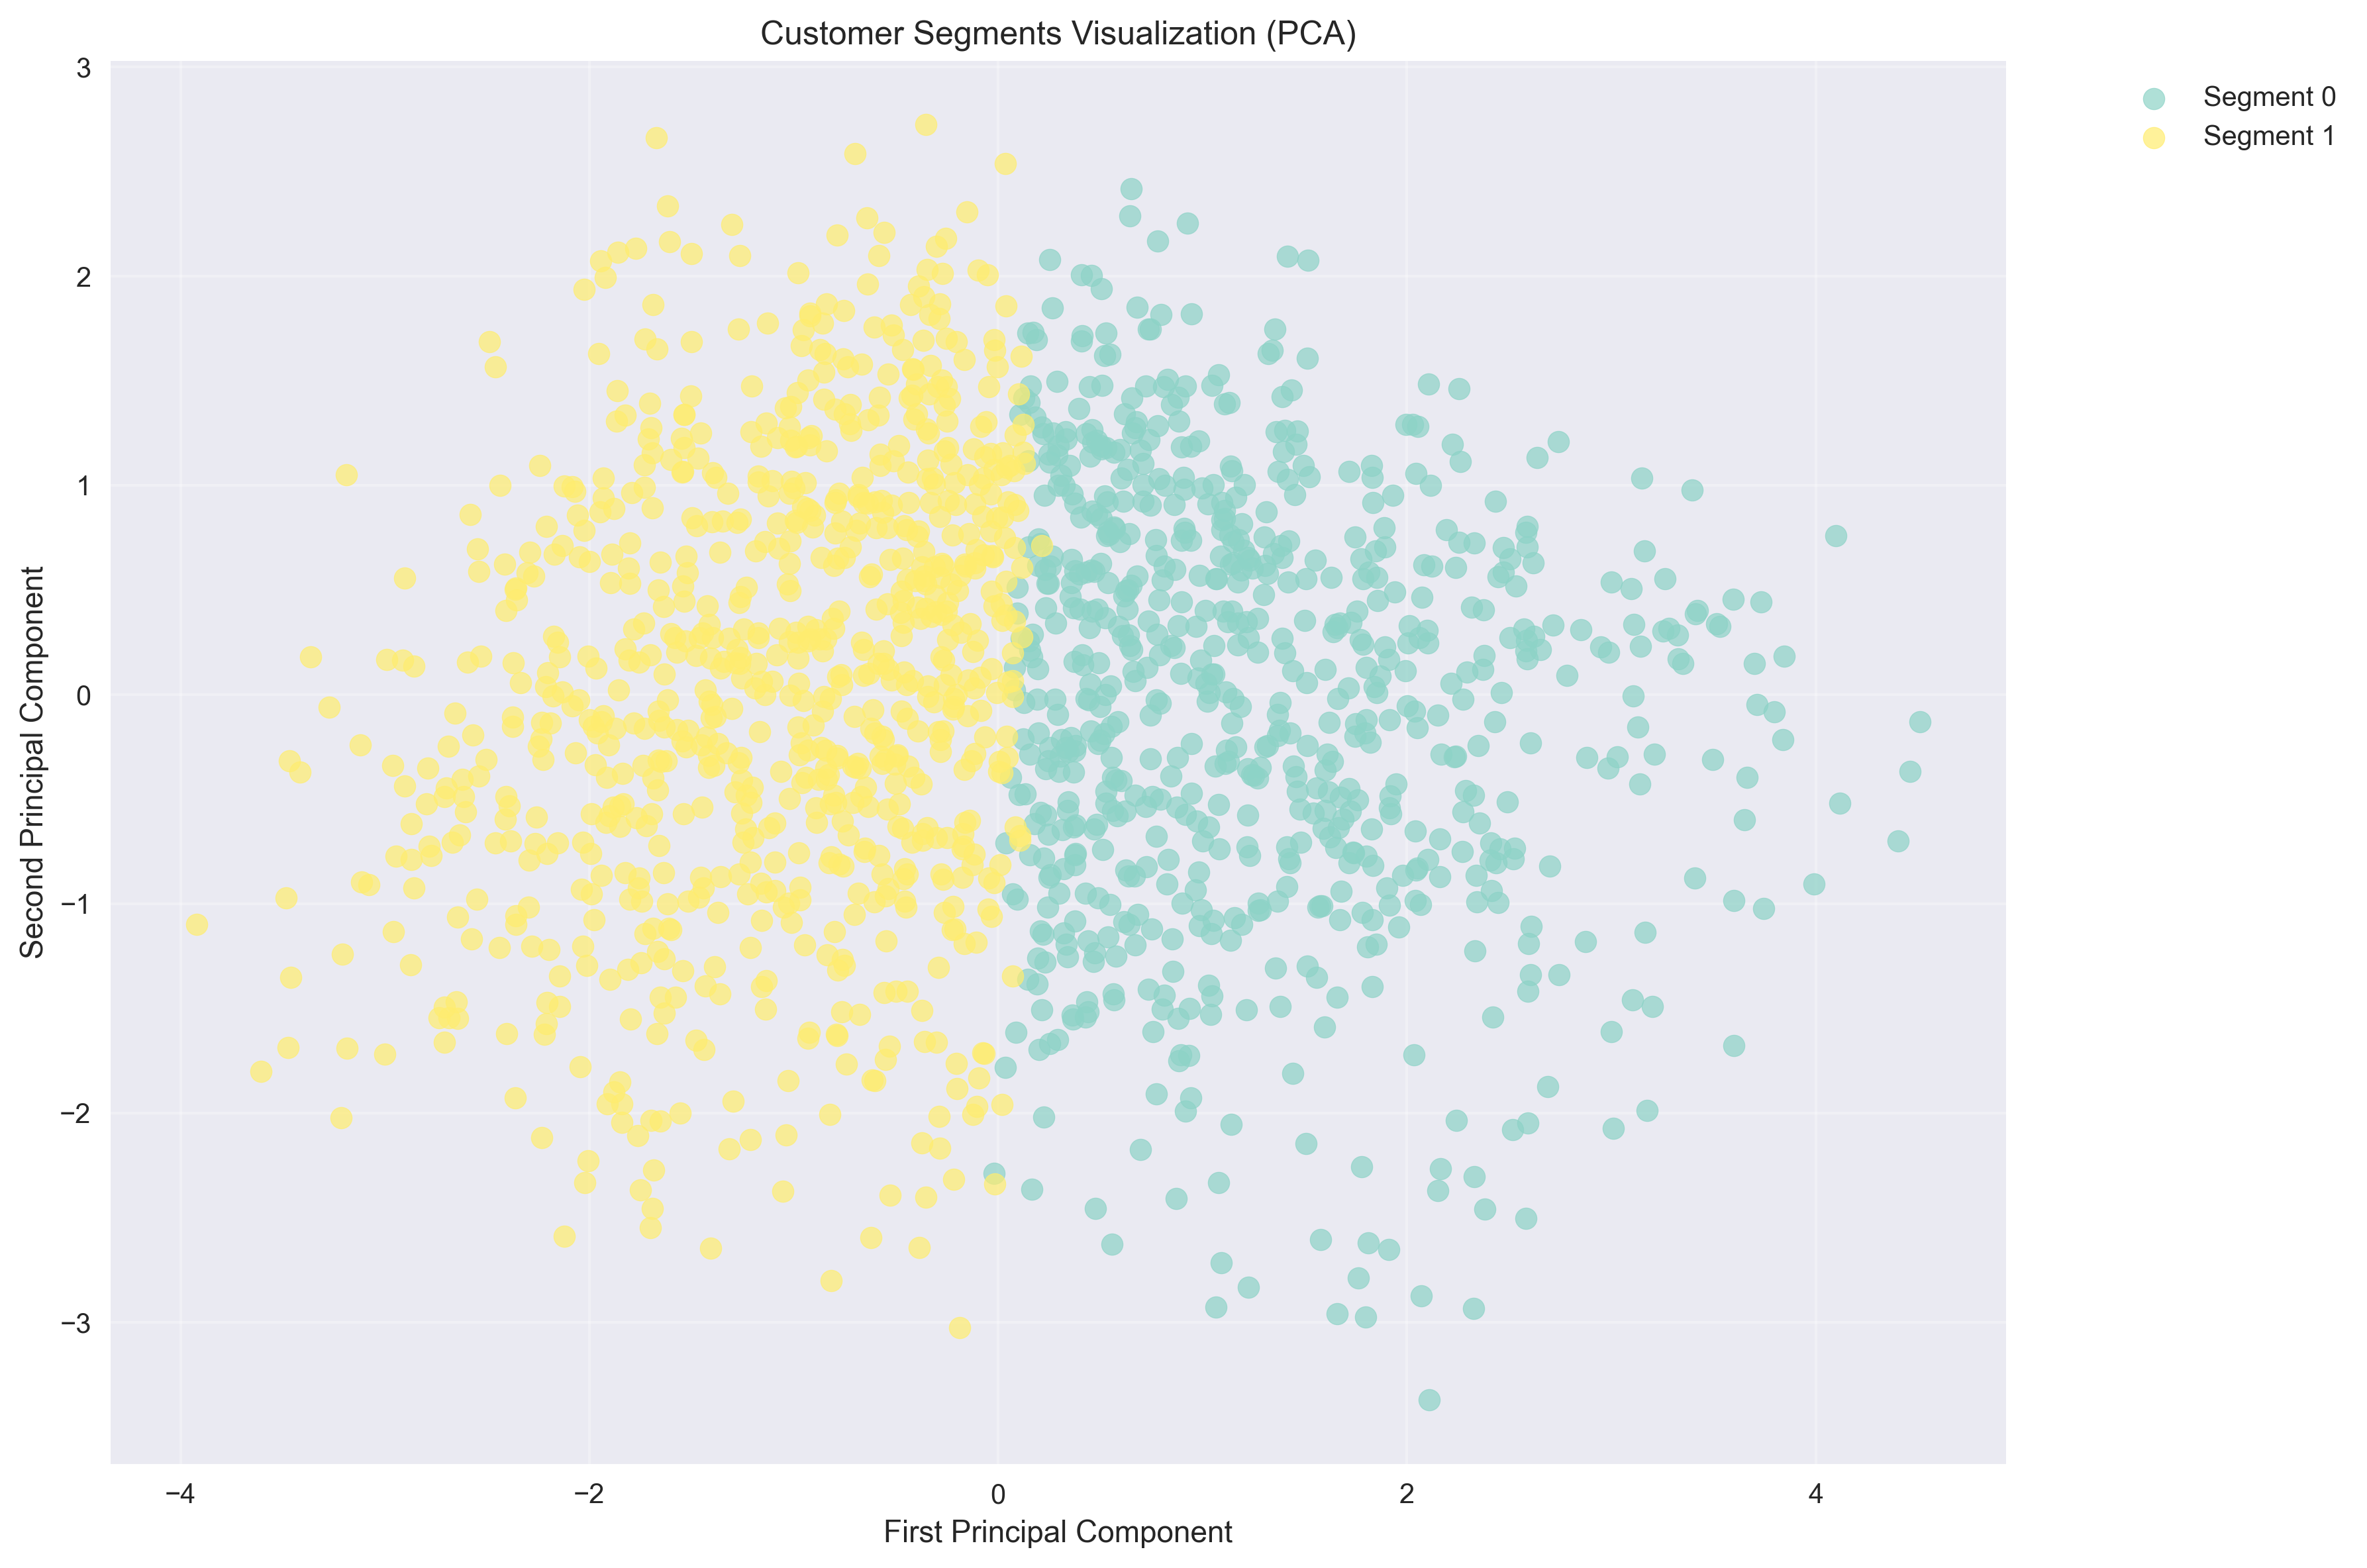 Customer Segments Visualization (PCA)
Segment 0
Segment 1
Second Principal Component
3
2
1
0
−1
−2
−3
−4
−2
0
2
4
First Principal Component